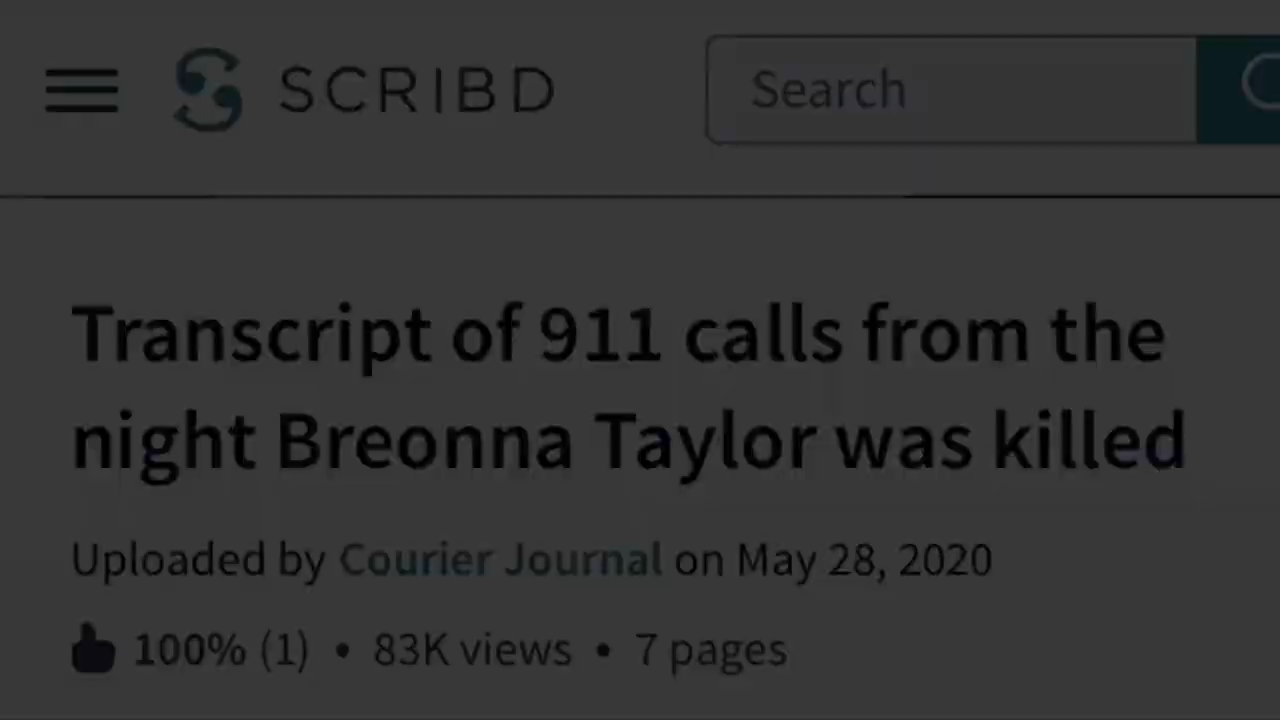 SCRIBD Search
Transcript of 911 calls from the
night Breonna Taylor was killed
Uploaded by Courier Journal on May 28, 2020
100% (1) • 83K views • 7 pages